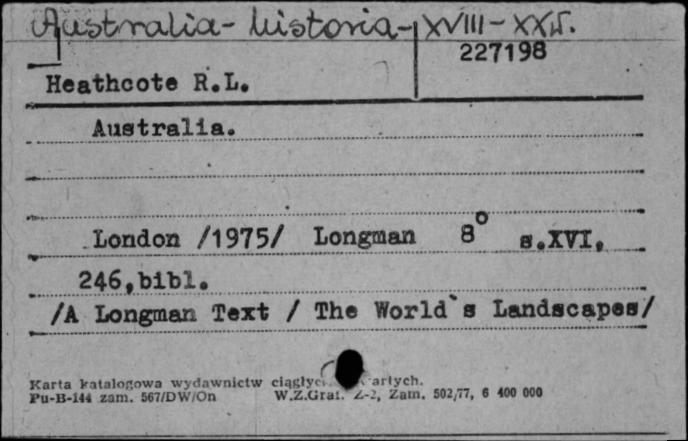 Australia - historia - XVIII - XX w.
227198
Heathcote R.L.
Australia.
London /1975/ Longman 8° s.XVI,
246,bibl.
/A Longman Text / The World`s Landscapes/
Karta katalogowa wydawnictw
Pu-B-144 zam. 567/DW/On W.Z.Graf. Z-2, Zam. 502/77, 6 400 000